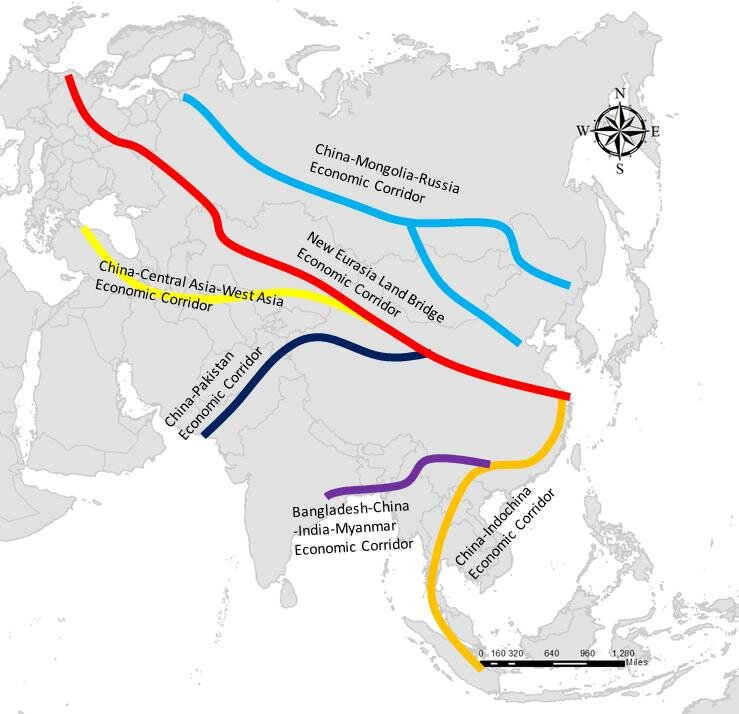 N
W E
S
China-Mongolia-Russia
Economic Corridor
New Eurasia Land Bridge
Economic Corridor
China-Central Asia-West Asia
Economic Corridor
China-Pakistan
Economic Corridor
Bangladesh-China
-India-Myanmar
Economic Corridor
China-Indochina
Economic Corridor
0 160 320 640 960 1,280
Miles